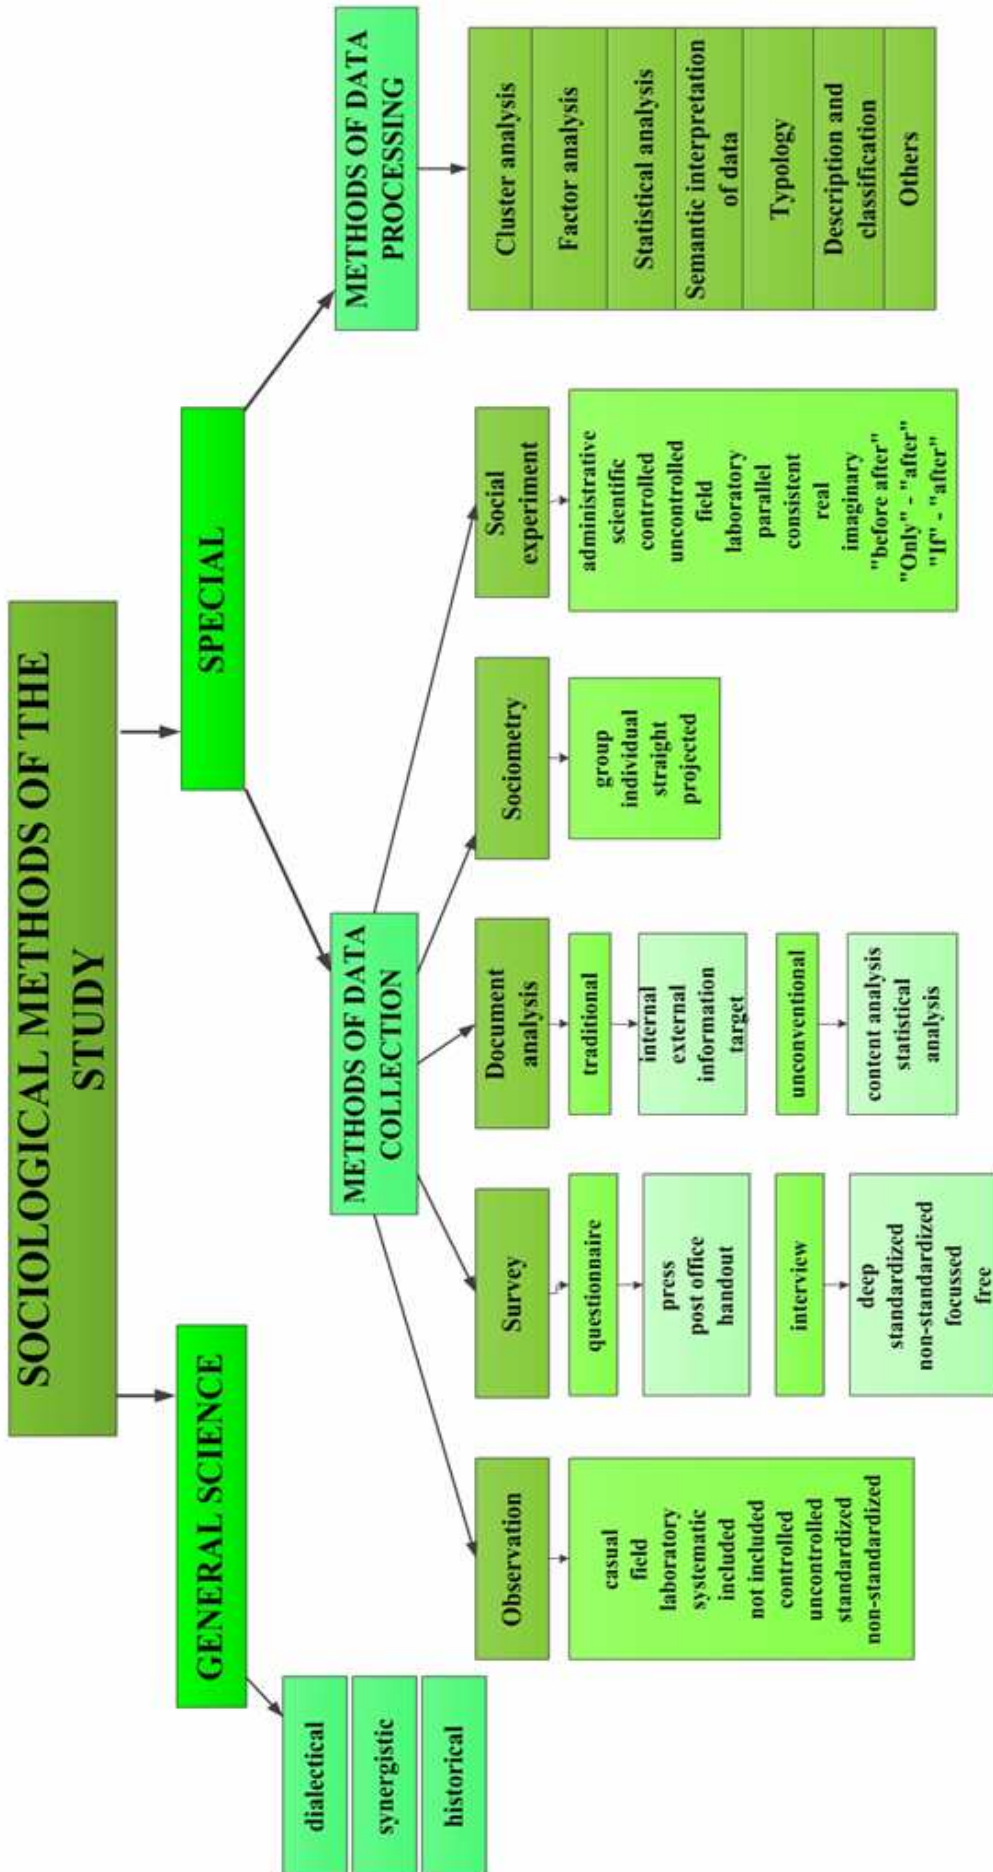 SOCIOLOGICAL METHODS OF THE
STUDY
GENERAL SCIENCE
SPECIAL
dialectical
synergistic
historical
METHODS OF DATA
COLLECTION
METHODS OF DATA
PROCESSING
Observation
casual
field
laboratory
systematic
included
not included
controlled
uncontrolled
standardized
non-standardized
Survey
questionnaire
press
post office
handout
interview
deep
standardized
non-standardized
focussed
free
Document
analysis
traditional
internal
external
information
target
unconventional
content analysis
statistical
analysis
Sociometry
group
individual
straight
projected
Social
experiment
administrative
scientific
controlled
uncontrolled
field
laboratory
parallel
consistent
real
imaginary
"before after"
"Only" - "after"
"If" - "after"
Cluster analysis
Factor analysis
Statistical analysis
Semantic interpretation
of data
Typology
Description and
classification
Others